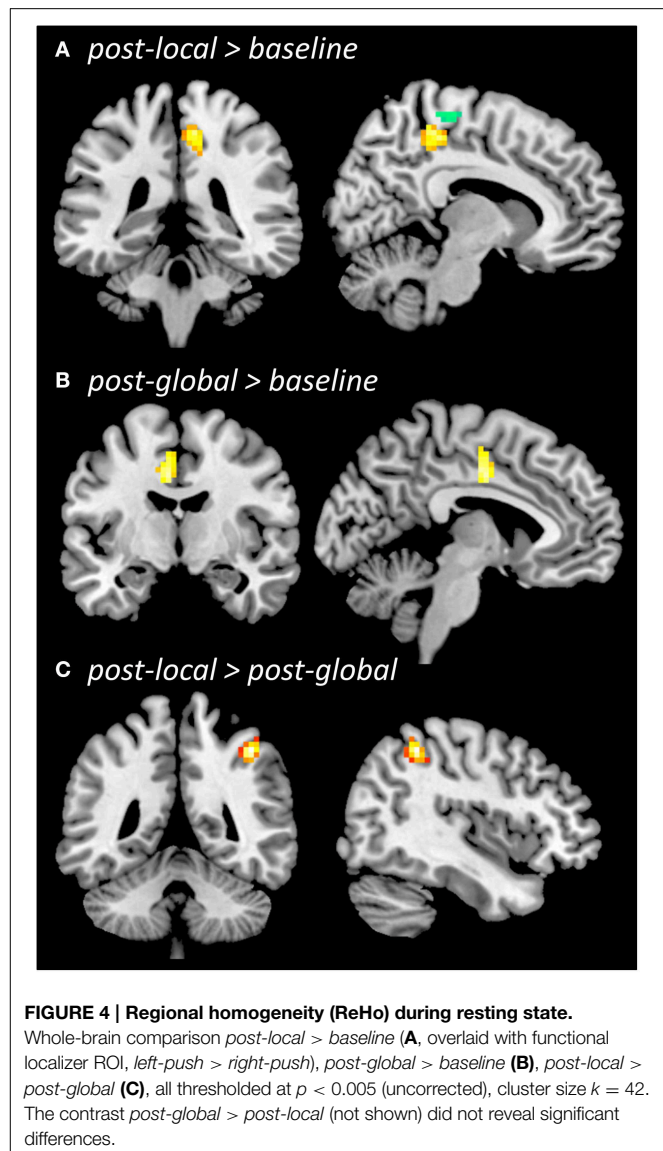 A post-local > baseline
B post-global > baseline
C post-local > post-global
FIGURE 4 | Regional homogeneity (ReHo) during resting state.
Whole-brain comparison post-local > baseline (A, overlaid with functional
localizer ROI, left-push > right-push), post-global > baseline (B), post-local >
post-global (C), all thresholded at p < 0.005 (uncorrected), cluster size k = 42.
The contrast post-global > post-local (not shown) did not reveal significant
differences.